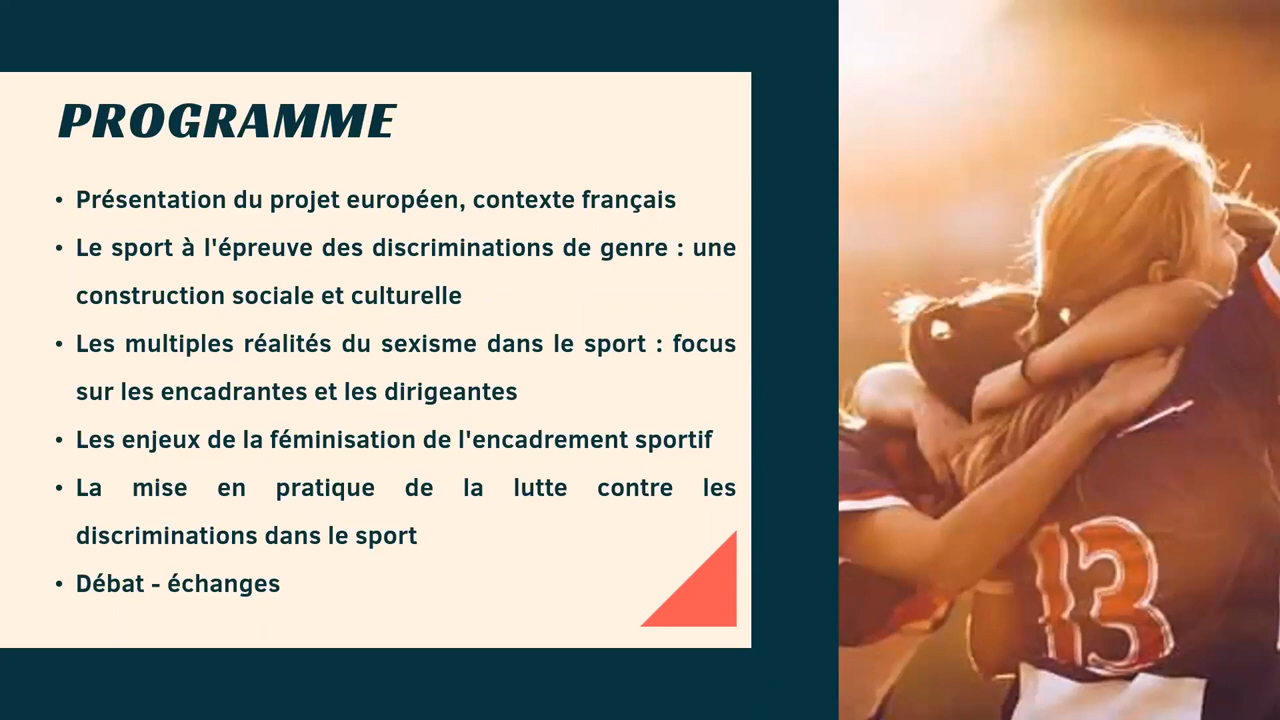 PROGRAMME
• Présentation du projet européen, contexte français
• Le sport à l'épreuve des discriminations de genre : une
construction sociale et culturelle
• Les multiples réalités du sexisme dans le sport : focus
sur les encadrantes et les dirigeantes
• Les enjeux de la féminisation de l'encadrement sportif
• La mise en pratique de la lutte contre les
discriminations dans le sport
• Débat - échanges
13